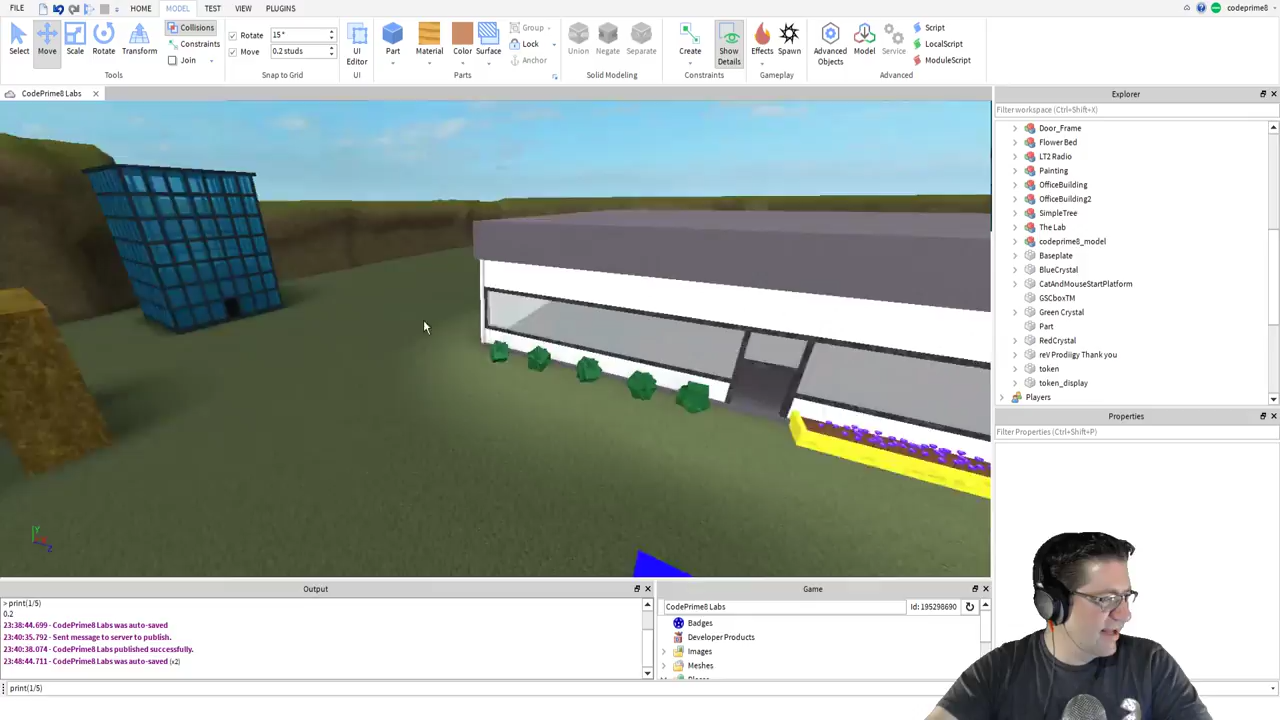 FILE HOME MODEL TEST VIEW PLUGINS codeprime8
Select Move Scale Rotate Transform
Collisions
Constraints
Join
Tools
Rotate 15°
Move 0.2 studs
Snap to Grid
UI
Editor
UI
Part Material Color Surface
Group
Lock
Anchor
Parts
Union Negate Separate
Solid Modeling
Create Show
Details
Constraints
Effects Spawn
Gameplay
Advanced
Objects Model Service
Script
LocalScript
ModuleScript
Advanced
CodePrime8 Labs
Explorer
Filter workspace (Ctrl+Shift+X)
Door_Frame
Flower Bed
LT2 Radio
Painting
OfficeBuilding
OfficeBuilding2
SimpleTree
The Lab
codeprime8_model
Baseplate
BlueCrystal
CatAndMouseStartPlatform
GSCboxTM
Green Crystal
Part
RedCrystal
reV Prodiigy Thank you
token
token_display
Players
Properties
Filter Properties (Ctrl+Shift+P)
Y
Z
Output
> print(1/5)
0.2
23:38:44.699 - CodePrime8 Labs was auto-saved
23:40:35.792 - Sent message to server to publish.
23:40:38.074 - CodePrime8 Labs published successfully.
23:48:44.711 - CodePrime8 Labs was auto-saved (x2)
Game
CodePrime8 Labs Id: 195298690
Badges
Developer Products
Images
Meshes
print(1/5)